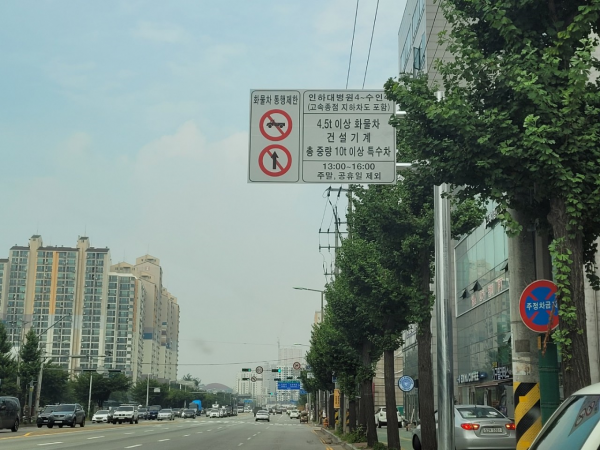 화물차 통행제한
인하대병원4~수인4
(고속종점 지하차도 포함)
4.5t 이상 화물차
건 설 기 계
총 중량 10t 이상 특수차
13:00~16:00
주말, 공휴일 제외
주정차금지